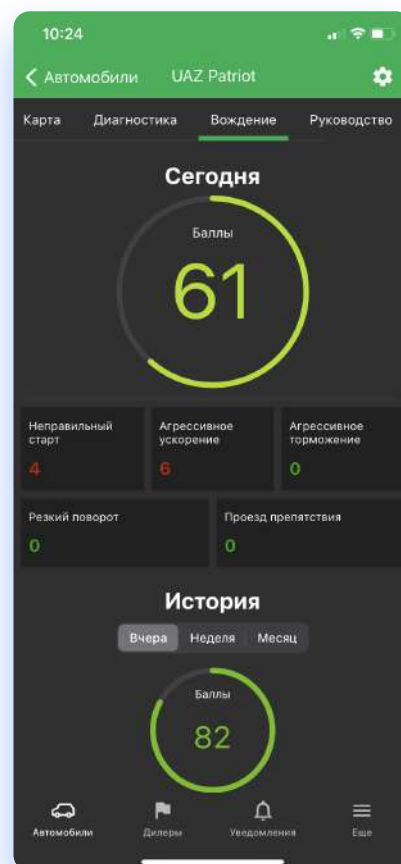 10:24
Автомобили UAZ Patriot
Карта Диагностика Вождение Руководство
Сегодня
Баллы
61
Неправильный старт
4
Агрессивное ускорение
6
Агрессивное торможение
0
Резкий поворот
0
Проезд препятствия
0
История
Вчера Неделя Месяц
Баллы
82
Автомобили Дилеры Уведомления Еще